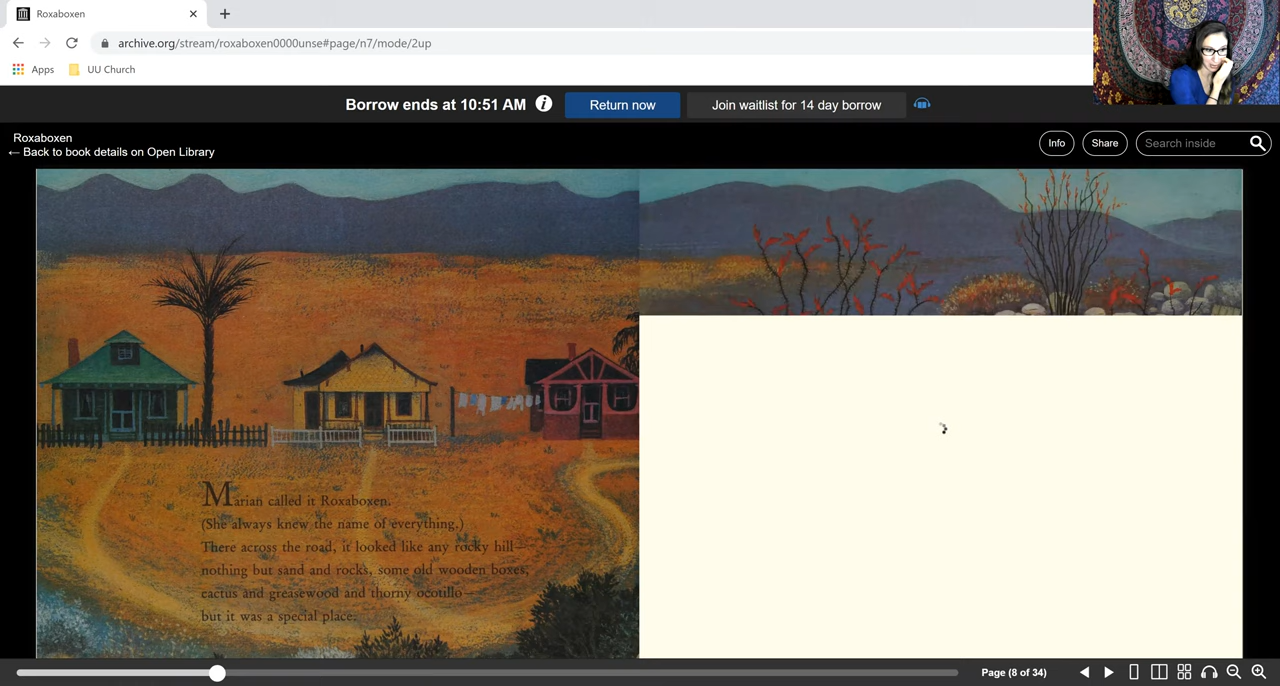 Roxaboxen
archive.org/stream/roxaboxen0000unse#page/n7/mode/2up
Apps
UU Church
Borrow ends at 10:51 AM i
Return now
Join waitlist for 14 day borrow
Roxaboxen
← Back to book details on Open Library
Info
Share
Search inside
Marian called it Roxaboxen.
(She always knew the name of everything.)
There across the road, it looked like any rocky hill—
nothing but sand and rocks, some old wooden boxes,
cactus and greasewood and thorny ocotillo—
but it was a special place.
Page (8 of 34)